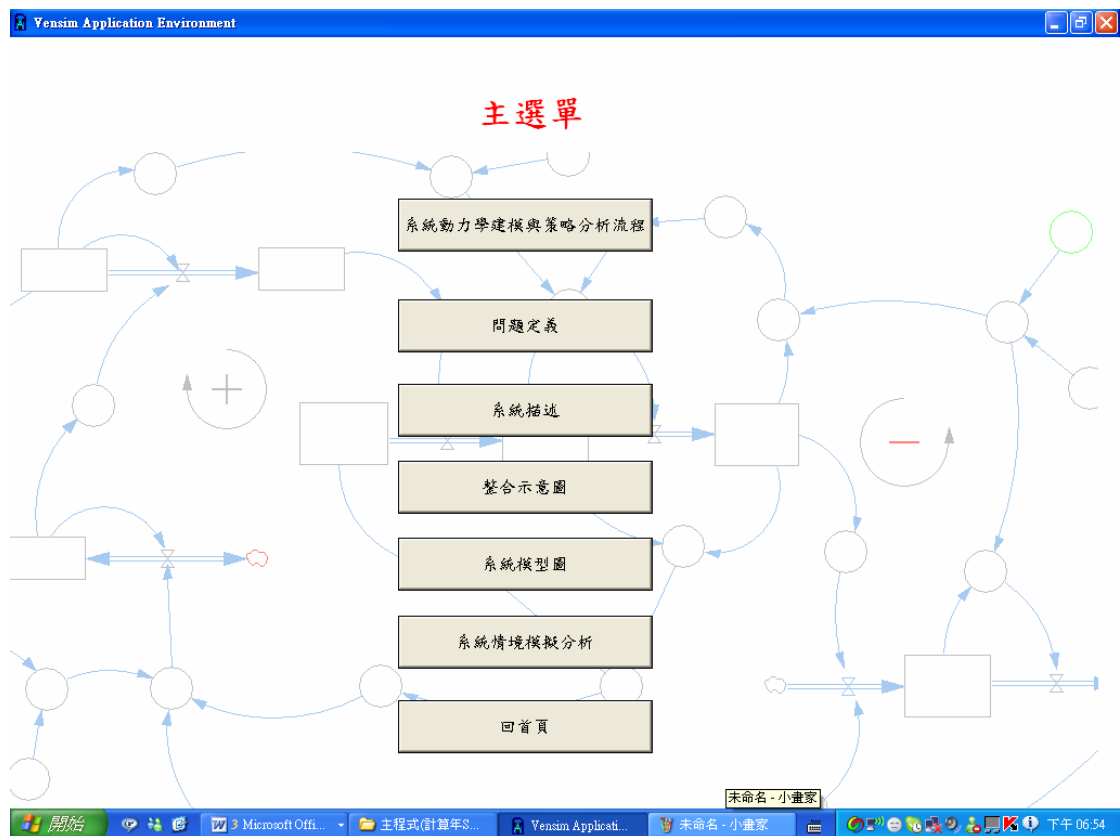 Vensim Application Environment
主選單
系統動力學建模與策略分析流程
問題定義
系統描述
整合示意圖
系統模型圖
系統情境模擬分析
回首頁
未命名 - 小畫家
開始
3 Microsoft Offi...
主程式(計算年S...
Vensim Applicati...
未命名 - 小畫家
下午 06:54